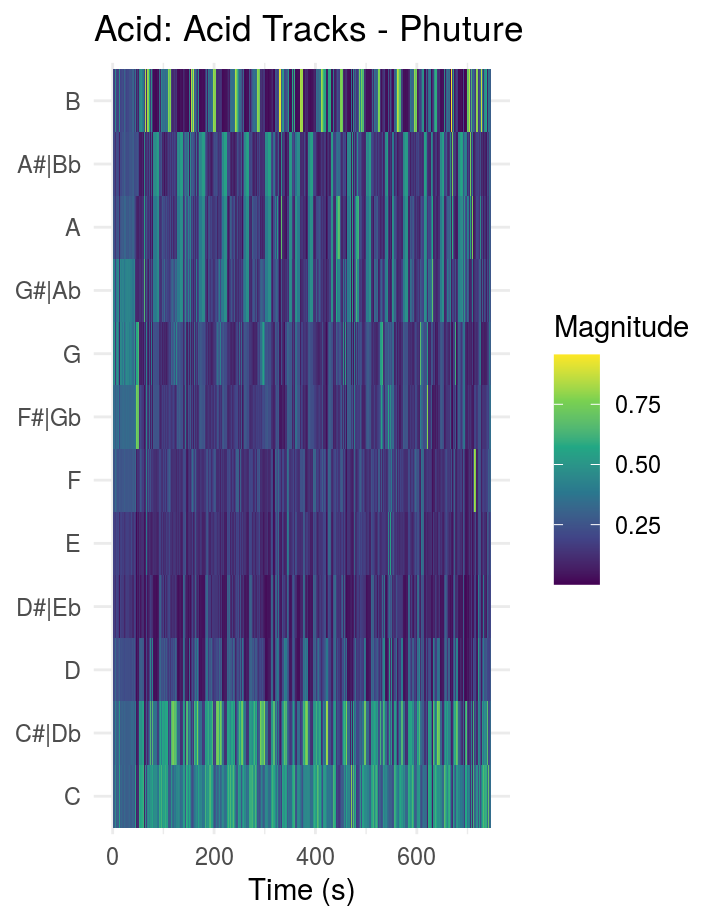 Acid: Acid Tracks - Phuture
B
A#|Bb
A
G#|Ab
G
F#|Gb
F
E
D#|Eb
D
C#|Db
C
0 200 400 600
Time (s)
Magnitude
0.75
0.50
0.25